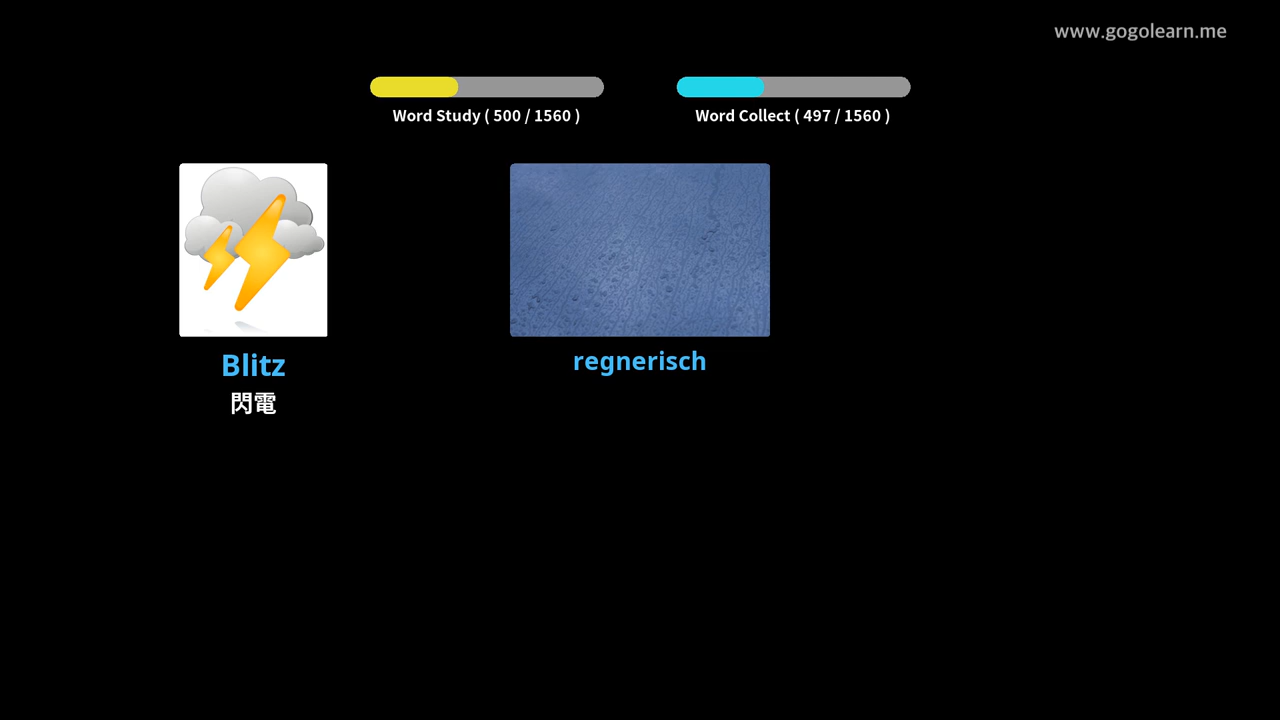 www.gogolearn.me
Word Study ( 500 / 1560 )
Word Collect ( 497 / 1560 )
Blitz
閃電
regnerisch